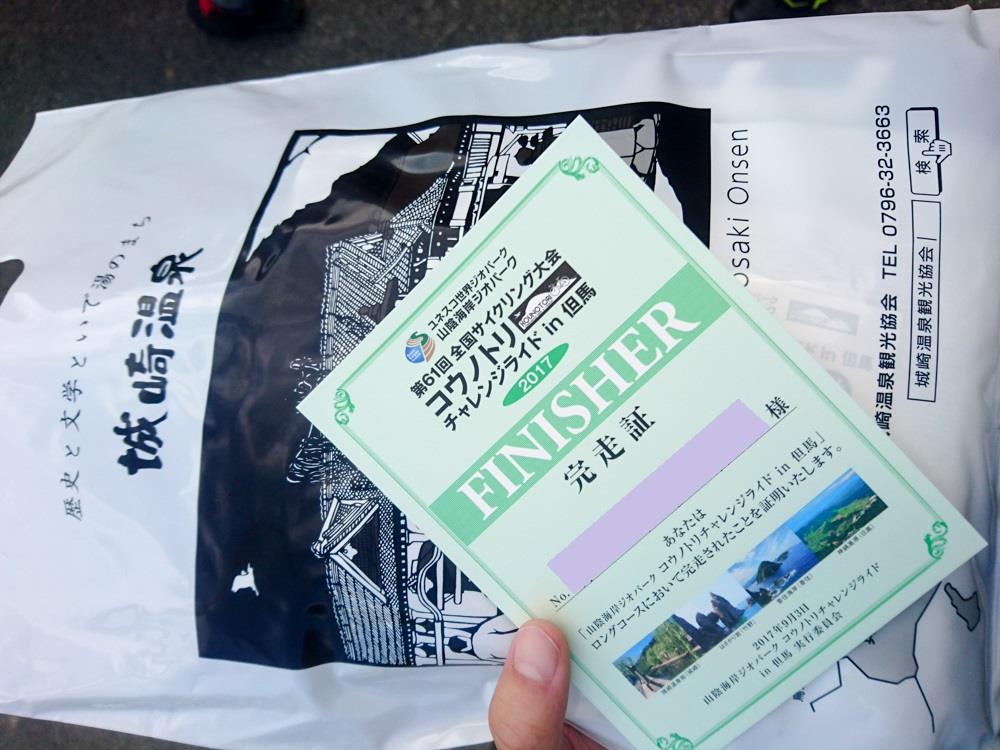 歴史と文学といで湯のまち
城崎温泉
osaki Onsen
崎温泉観光協会 TEL 0796-32-3663
城崎温泉観光協会
検索
ユネスコ世界ジオパーク
山陰海岸ジオパーク
第61回 全国サイクリング大会
コウノトリ
KOUNOTORI
チャレンジライド in 但馬
2017
FINISHER
完走証
様
No.
あなたは
「山陰海岸ジオパーク コウノトリチャレンジライド in 但馬」
ロングコースにおいて完走されたことを証明いたします。
2017年9月3日
山陰海岸ジオパーク コウノトリチャレンジライド
in 但馬 実行委員会